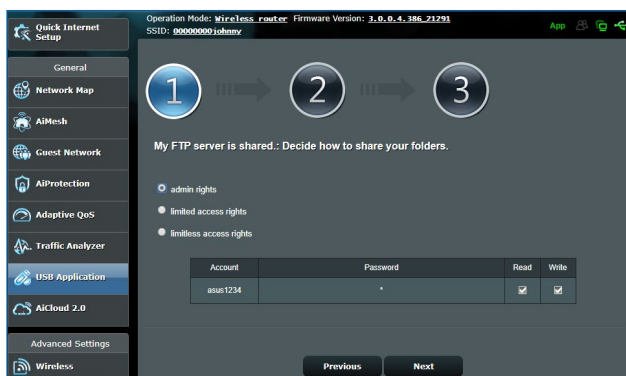 Quick Internet
Setup
Operation Mode: Wireless router Firmware Version: 3.0.0.4.386_21291
SSID: 00000000johnny
App
General
Network Map
AiMesh
Guest Network
AiProtection
Adaptive QoS
Traffic Analyzer
USB Application
AiCloud 2.0
Advanced Settings
Wireless
1
2
3
My FTP server is shared.: Decide how to share your folders.
admin rights
limited access rights
limitless access rights
Account Password Read Write
asus1234 *
Previous Next